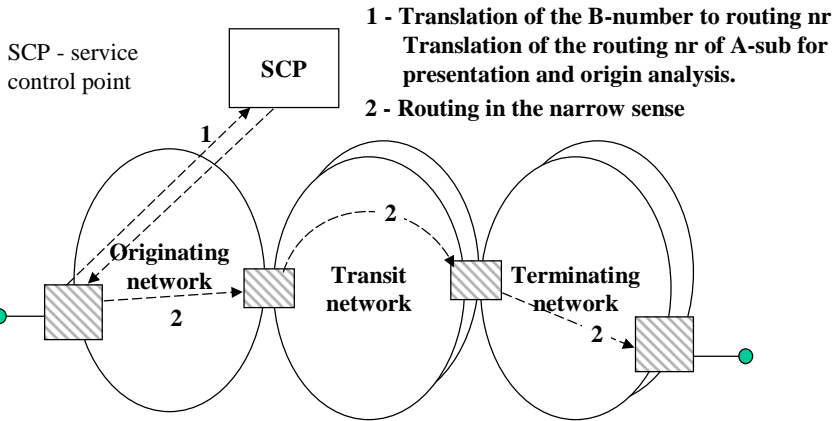 1 - Translation of the B-number to routing nr
Translation of the routing nr of A-sub for
presentation and origin analysis.
2 - Routing in the narrow sense
SCP - service
control point
SCP
1
2
Originating
network
2
Transit
network
Terminating
network
2